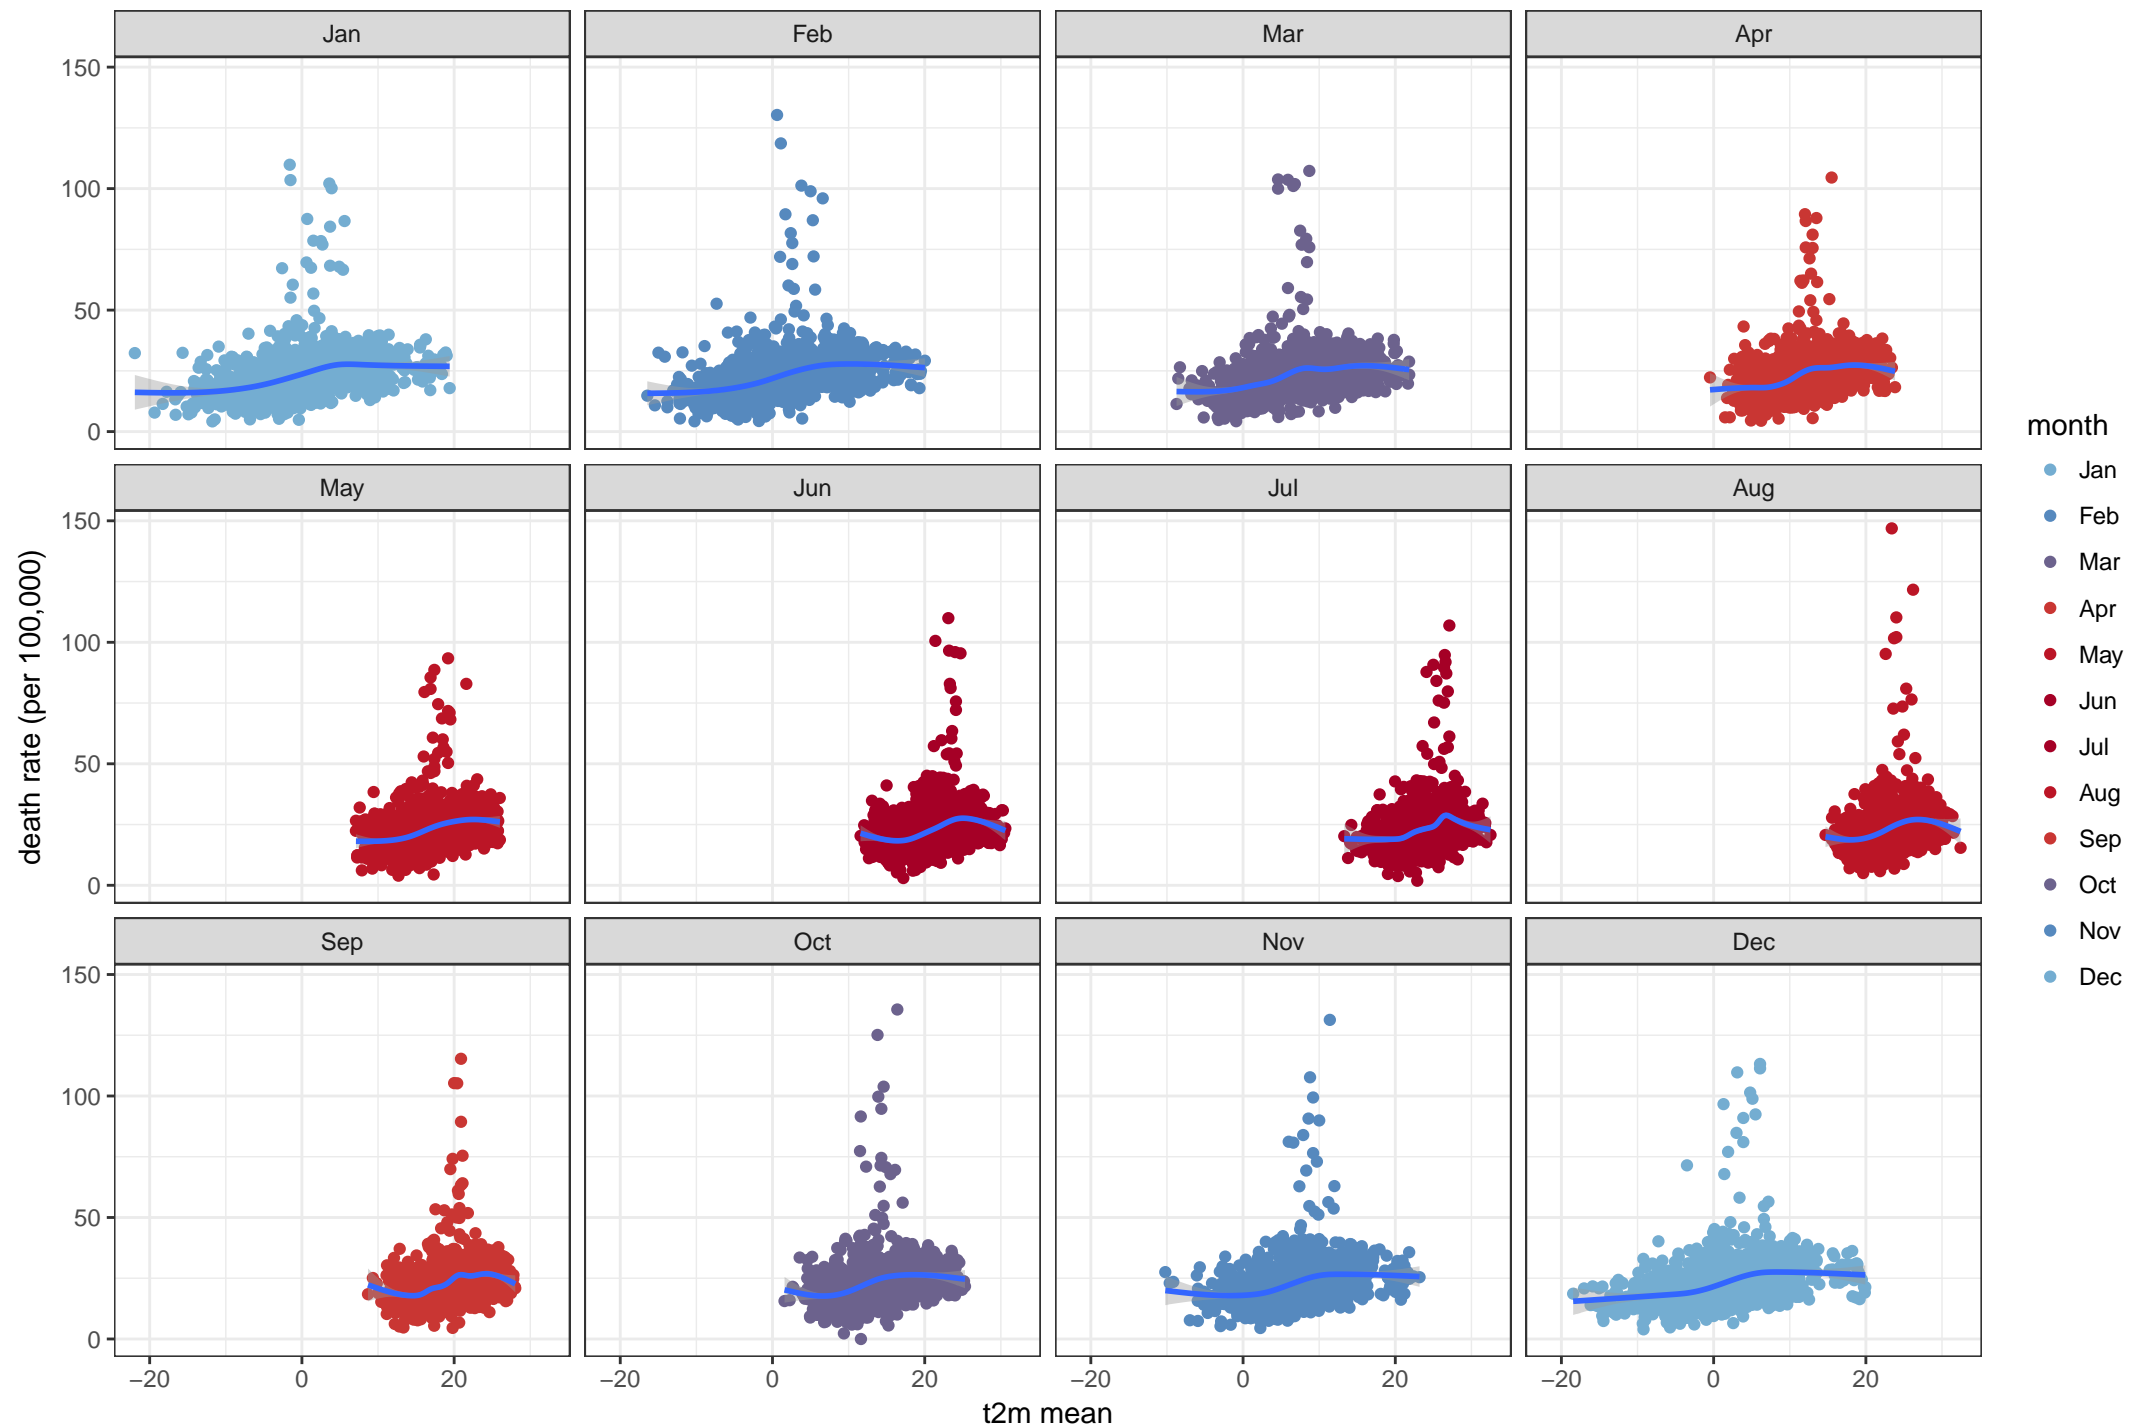 Jan Feb Mar Apr
150
100
50
0
May Jun Jul Aug
150
100
50
0
Sep Oct Nov Dec
150
100
50
0
−20 0 20 −20 0 20 −20 0 20 −20 0 20
t2m mean
death rate (per 100,000)
month
Jan
Feb
Mar
Apr
May
Jun
Jul
Aug
Sep
Oct
Nov
Dec